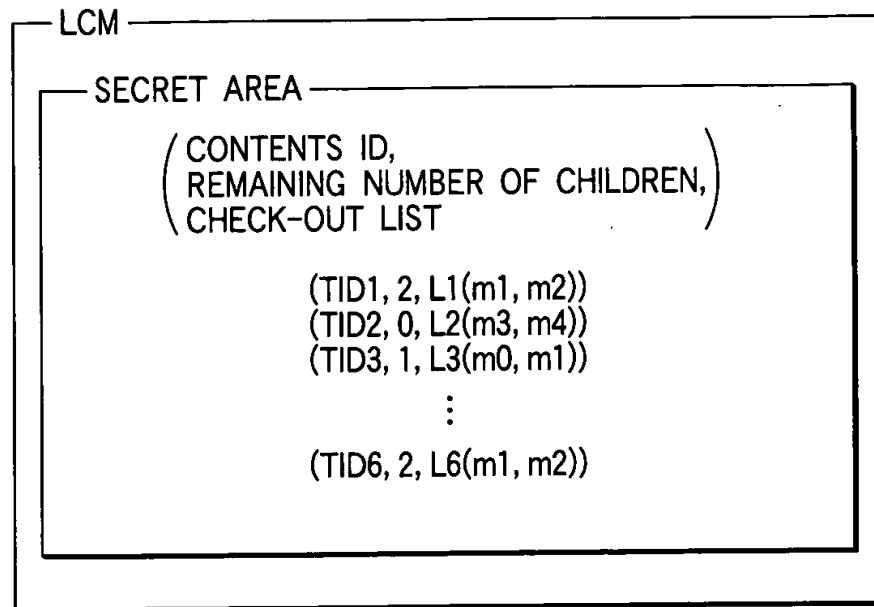 LCM
SECRET AREA
(CONTENTS ID,
REMAINING NUMBER OF CHILDREN,
CHECK-OUT LIST)
(TID1, 2, L1(m1, m2))
(TID2, 0, L2(m3, m4))
(TID3, 1, L3(m0, m1))
⋮
(TID6, 2, L6(m1, m2))